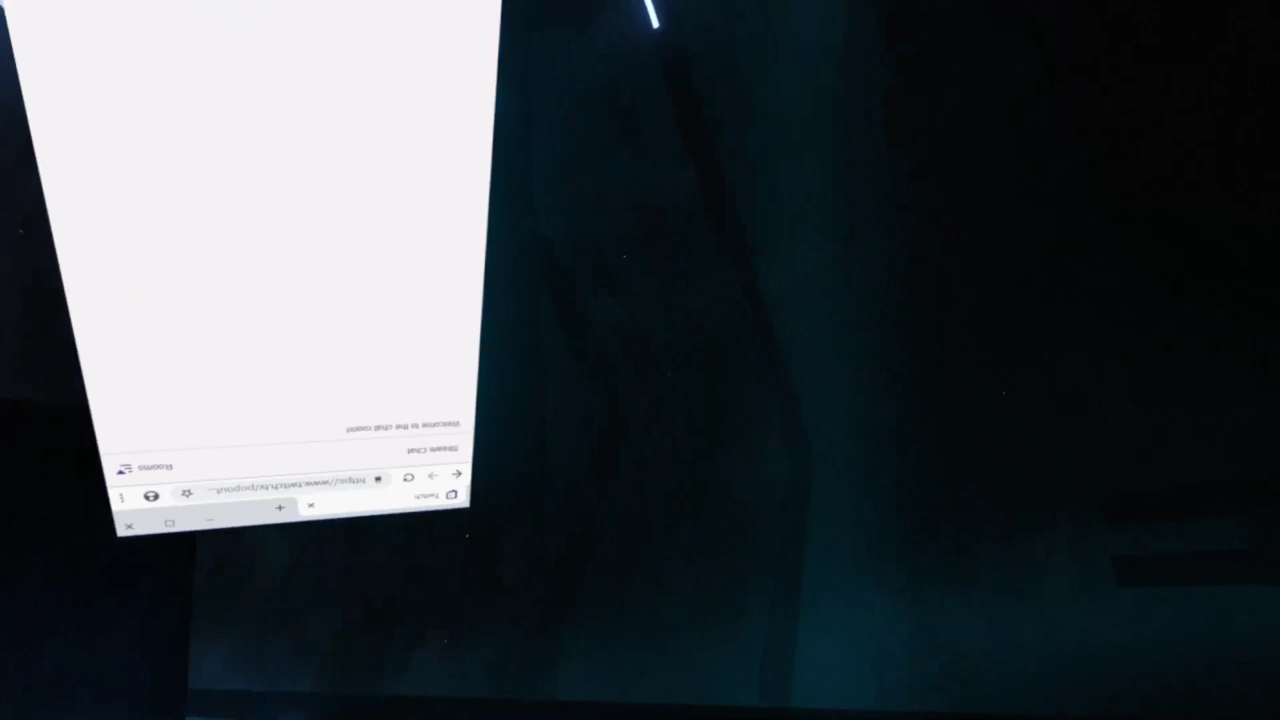 Twitch
https://www.twitch.tv/popout...
Stream Chat
Rooms
Welcome to the chat room!